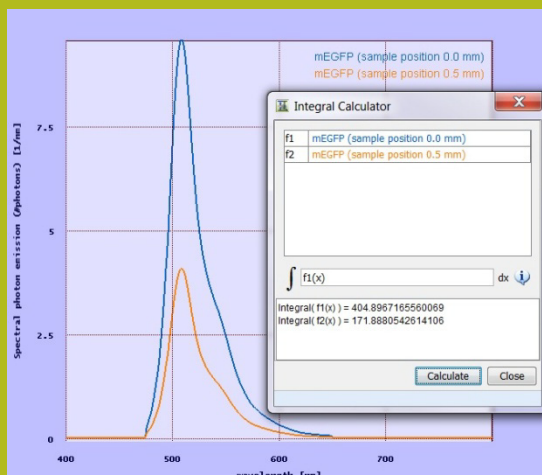 mEGFP (sample position 0.0 mm)
mEGFP (sample position 0.5 mm)
Spectral photon emission (#photons) [1/nm]
7.5
5
2.5
0
400
500
600
700
wavelength [nm]
Integral Calculator
f1 mEGFP (sample position 0.0 mm)
f2 mEGFP (sample position 0.5 mm)
∫ f1(x) dx i
Integral( f1(x) ) = 404.8967165560069
Integral( f2(x) ) = 171.8880542614106
Calculate Close